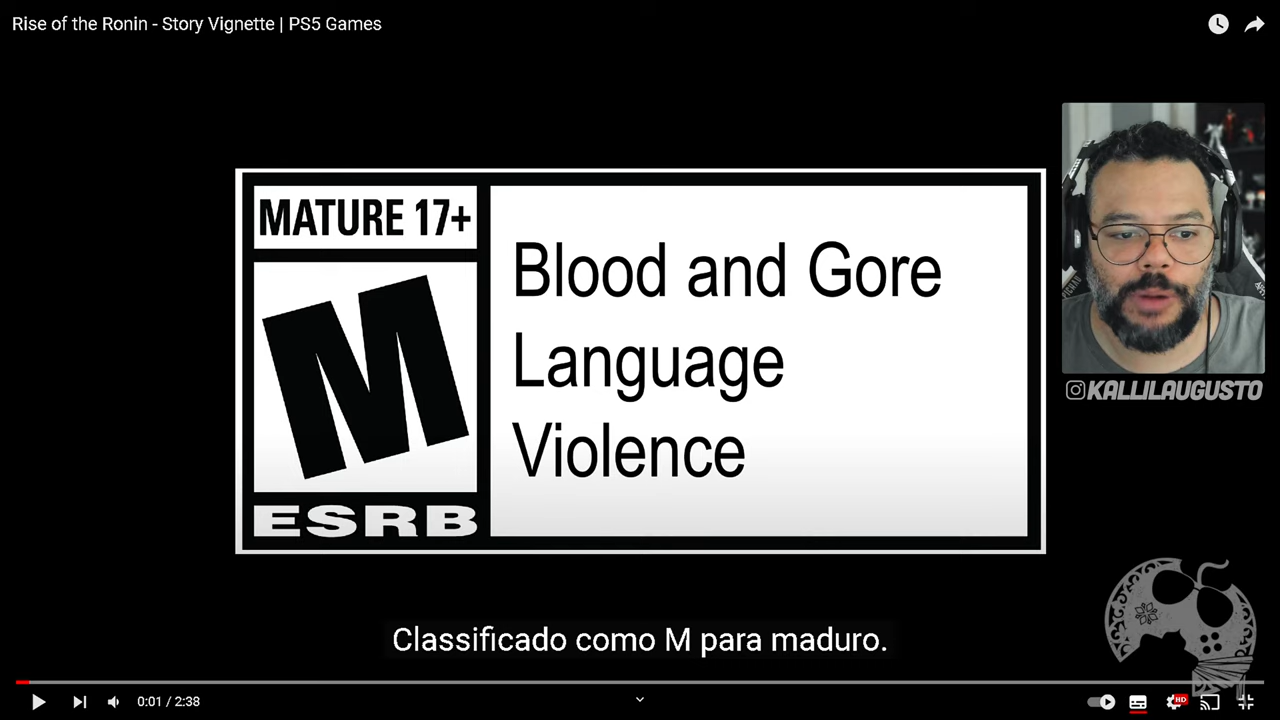 Rise of the Ronin - Story Vignette | PS5 Games
MATURE 17+
Blood and Gore
Language
Violence
M
ESRB
KALLILAUGUSTO
Classificado como M para maduro.
0:01 / 2:38
HD